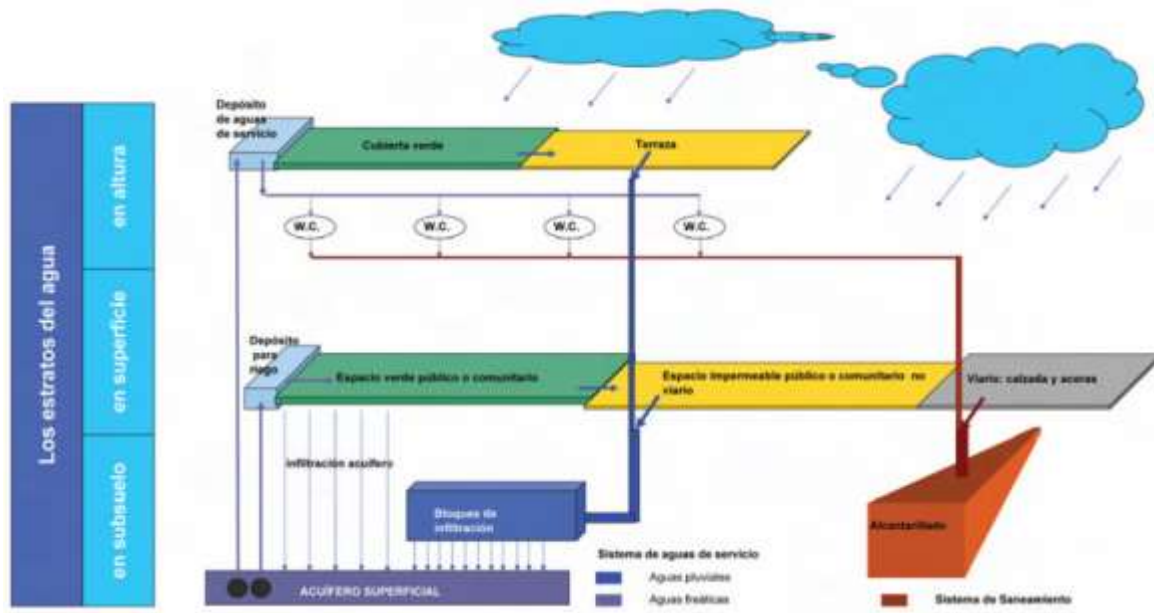 Los estratos del agua
en altura
en superficie
en subsuelo
Depósito
de aguas
de servicio
Cubierta verde
Terraza
W.C.
W.C.
W.C.
W.C.
Depósito
para
riego
Espacio verde público o comunitario
Espacio impermeable público o comunitario no
viario
Viario: calzada y aceras
infiltración acuífero
Bloques de
infiltración
Alcantarillado
ACUÍFERO SUPERFICIAL
Sistema de aguas de servicio
Aguas pluviales
Aguas freáticas
Sistema de Saneamiento